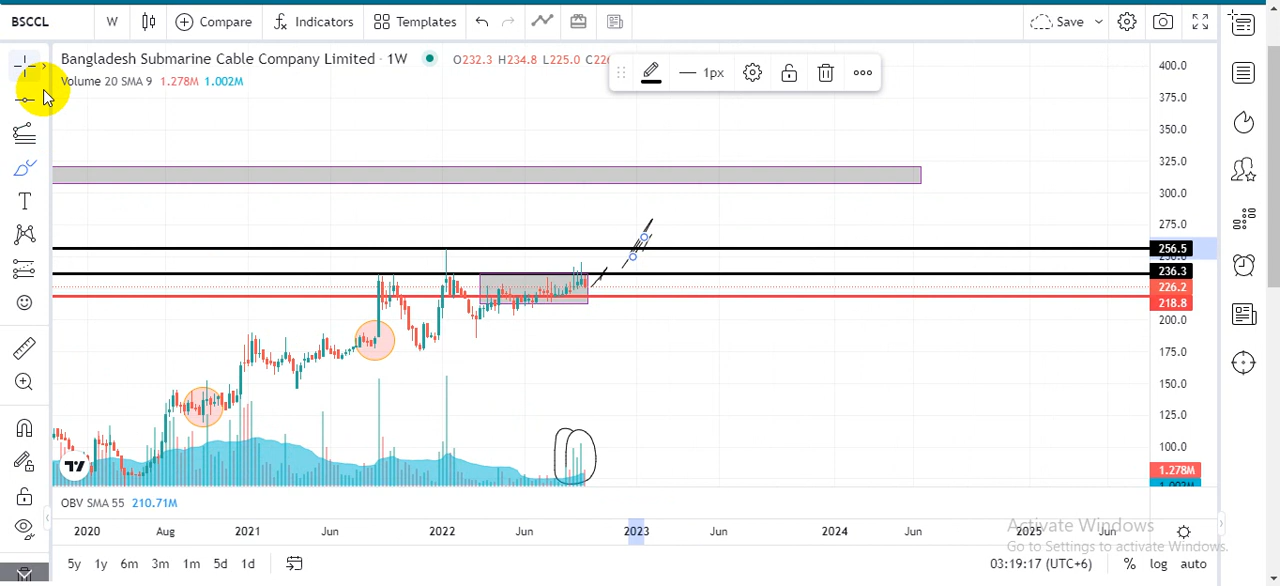 BSCCL W Compare Indicators Templates Save
Bangladesh Submarine Cable Company Limited · 1W O232.3 H234.8 L225.0
1px
Volume 20 SMA 9 1.278M 1.002M
400.0
375.0
350.0
325.0
300.0
275.0
256.5
236.3
226.2
218.8
200.0
175.0
150.0
125.0
100.0
1.278M
1.002M
OBV SMA 55 210.71M
2020 Aug 2021 Jun 2022 Jun 2023 Jun 2024 Jun 2025 Jun
Activate Windows
Go to Settings to activate Windows.
5y 1y 6m 3m 1m 5d 1d 03:19:17 (UTC+6) % log auto